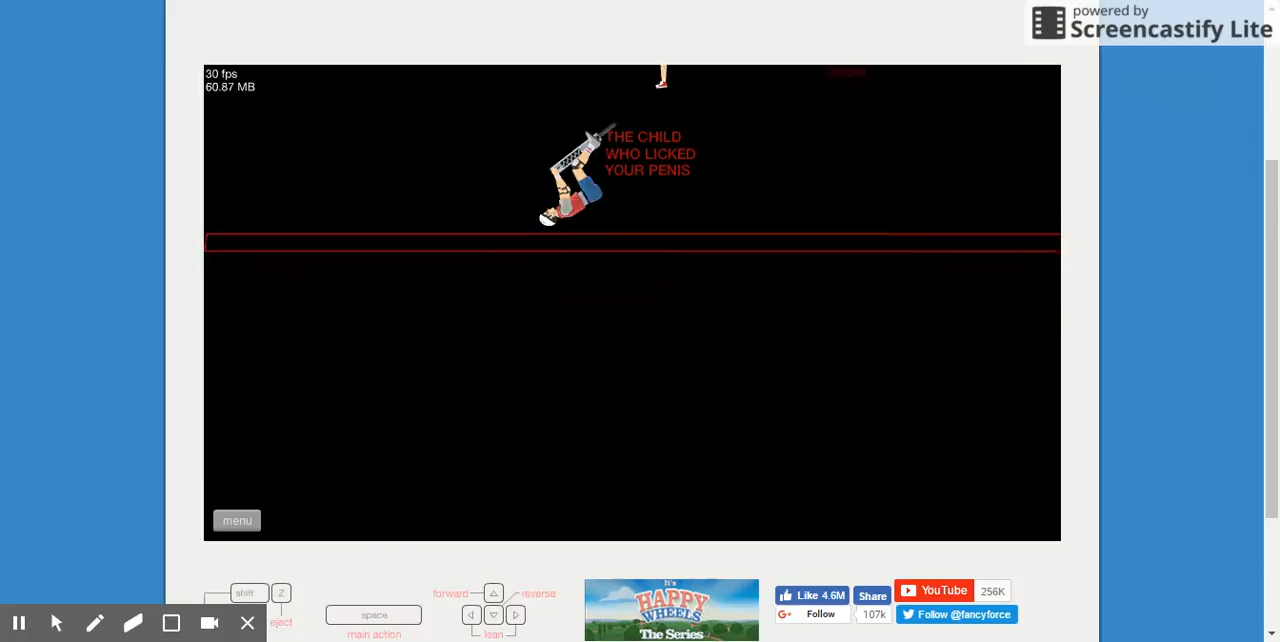 powered by
Screencastify Lite
30 fps
60.87 MB
THE CHILD
WHO LICKED
YOUR PENIS
menu
shift
Z
eject
space
main action
forward
reverse
lean
It's
HAPPY
WHEELS
The Series
Like 4.6M
Share
YouTube
256K
G+
Follow
107k
Follow @fancyforce